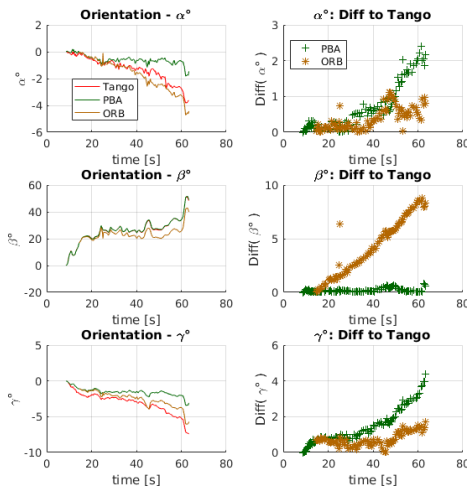 Orientation - α°
α°
2
0
-2
-4
-6
Tango
PBA
ORB
0 20 40 60 80
time [s]
α°: Diff to Tango
Diff( α° )
3
2
1
0
PBA
ORB
0 20 40 60 80
time [s]
Orientation - β°
β°
60
40
20
0
-20
0 20 40 60 80
time [s]
β°: Diff to Tango
Diff( β° )
10
5
0
0 20 40 60 80
time [s]
Orientation - γ°
γ°
5
0
-5
-10
0 20 40 60 80
time [s]
γ°: Diff to Tango
Diff( γ° )
6
4
2
0
0 20 40 60 80
time [s]